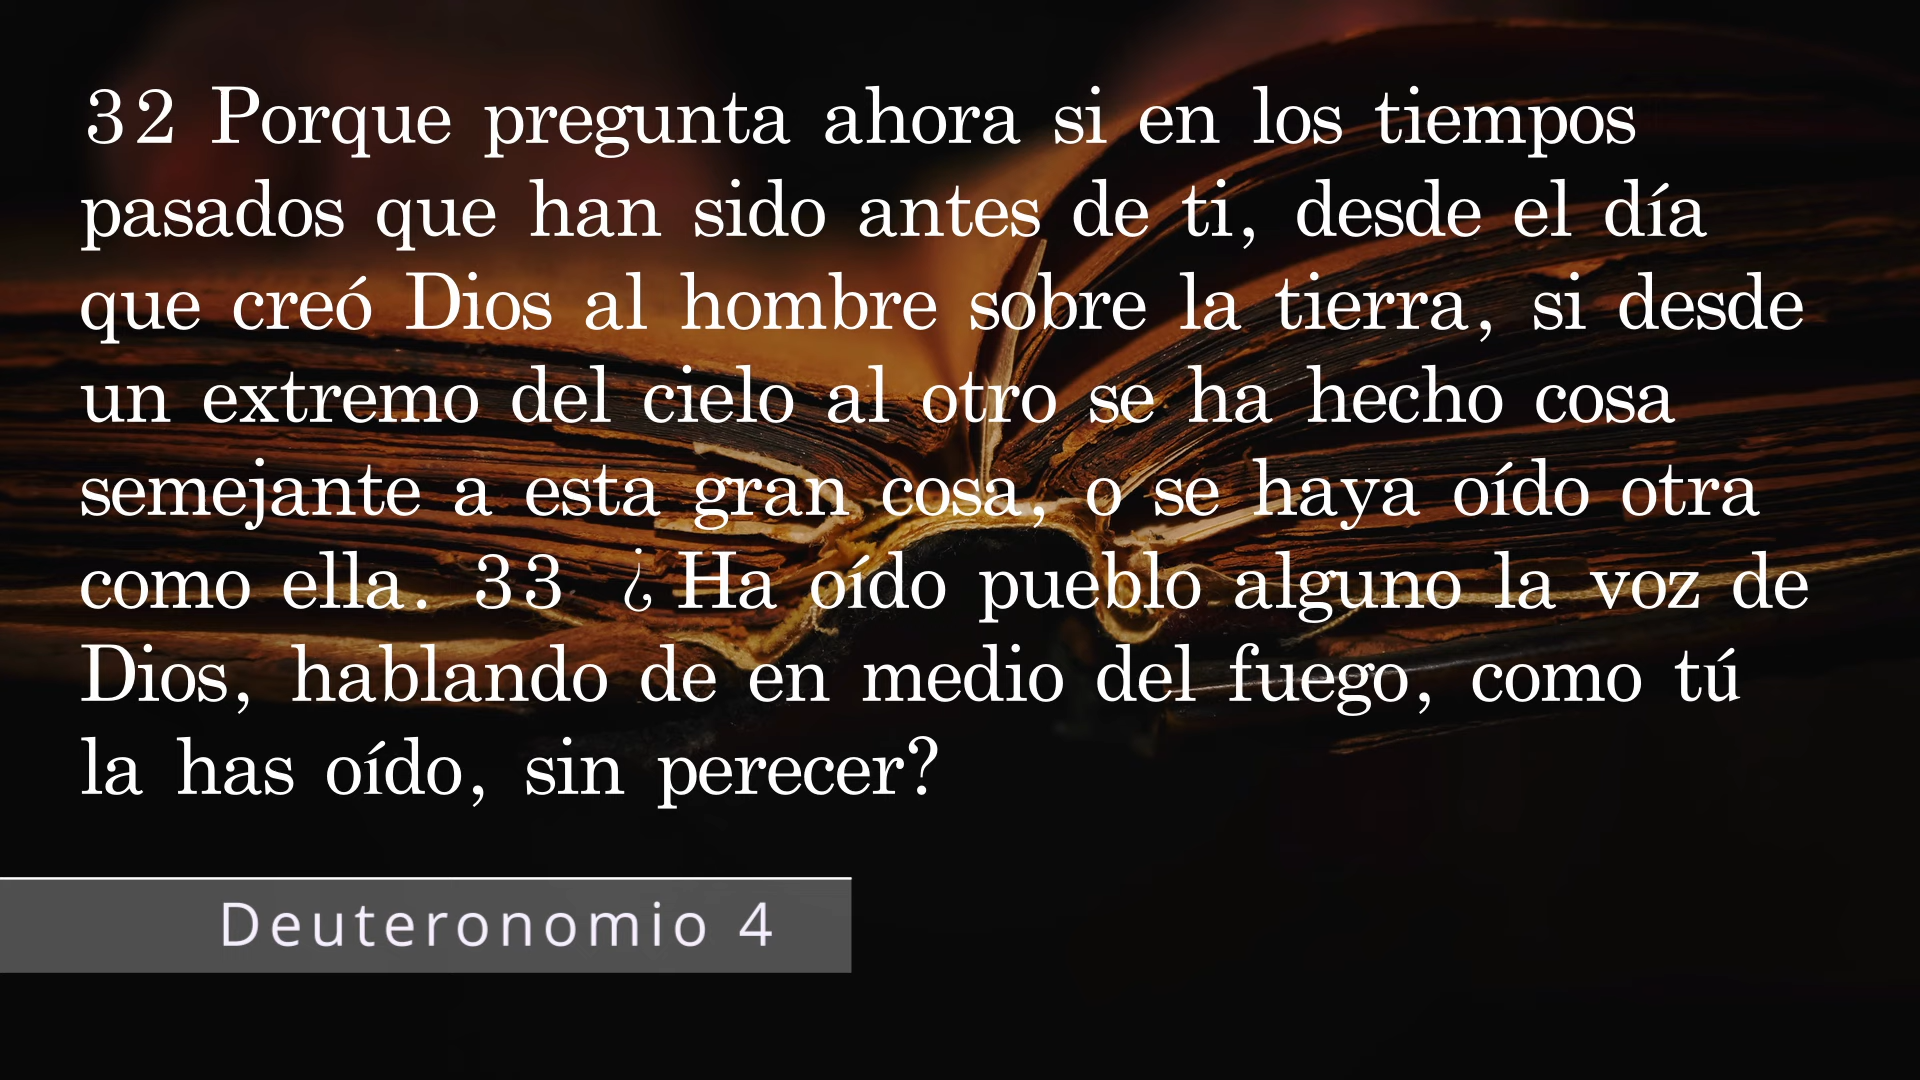 32 Porque pregunta ahora si en los tiempos
pasados que han sido antes de ti, desde el día
que creó Dios al hombre sobre la tierra, si desde
un extremo del cielo al otro se ha hecho cosa
semejante a esta gran cosa, o se haya oído otra
como ella. 33 ¿ Ha oído pueblo alguno la voz de
Dios, hablando de en medio del fuego, como tú
la has oído, sin perecer?
Deuteronomio 4